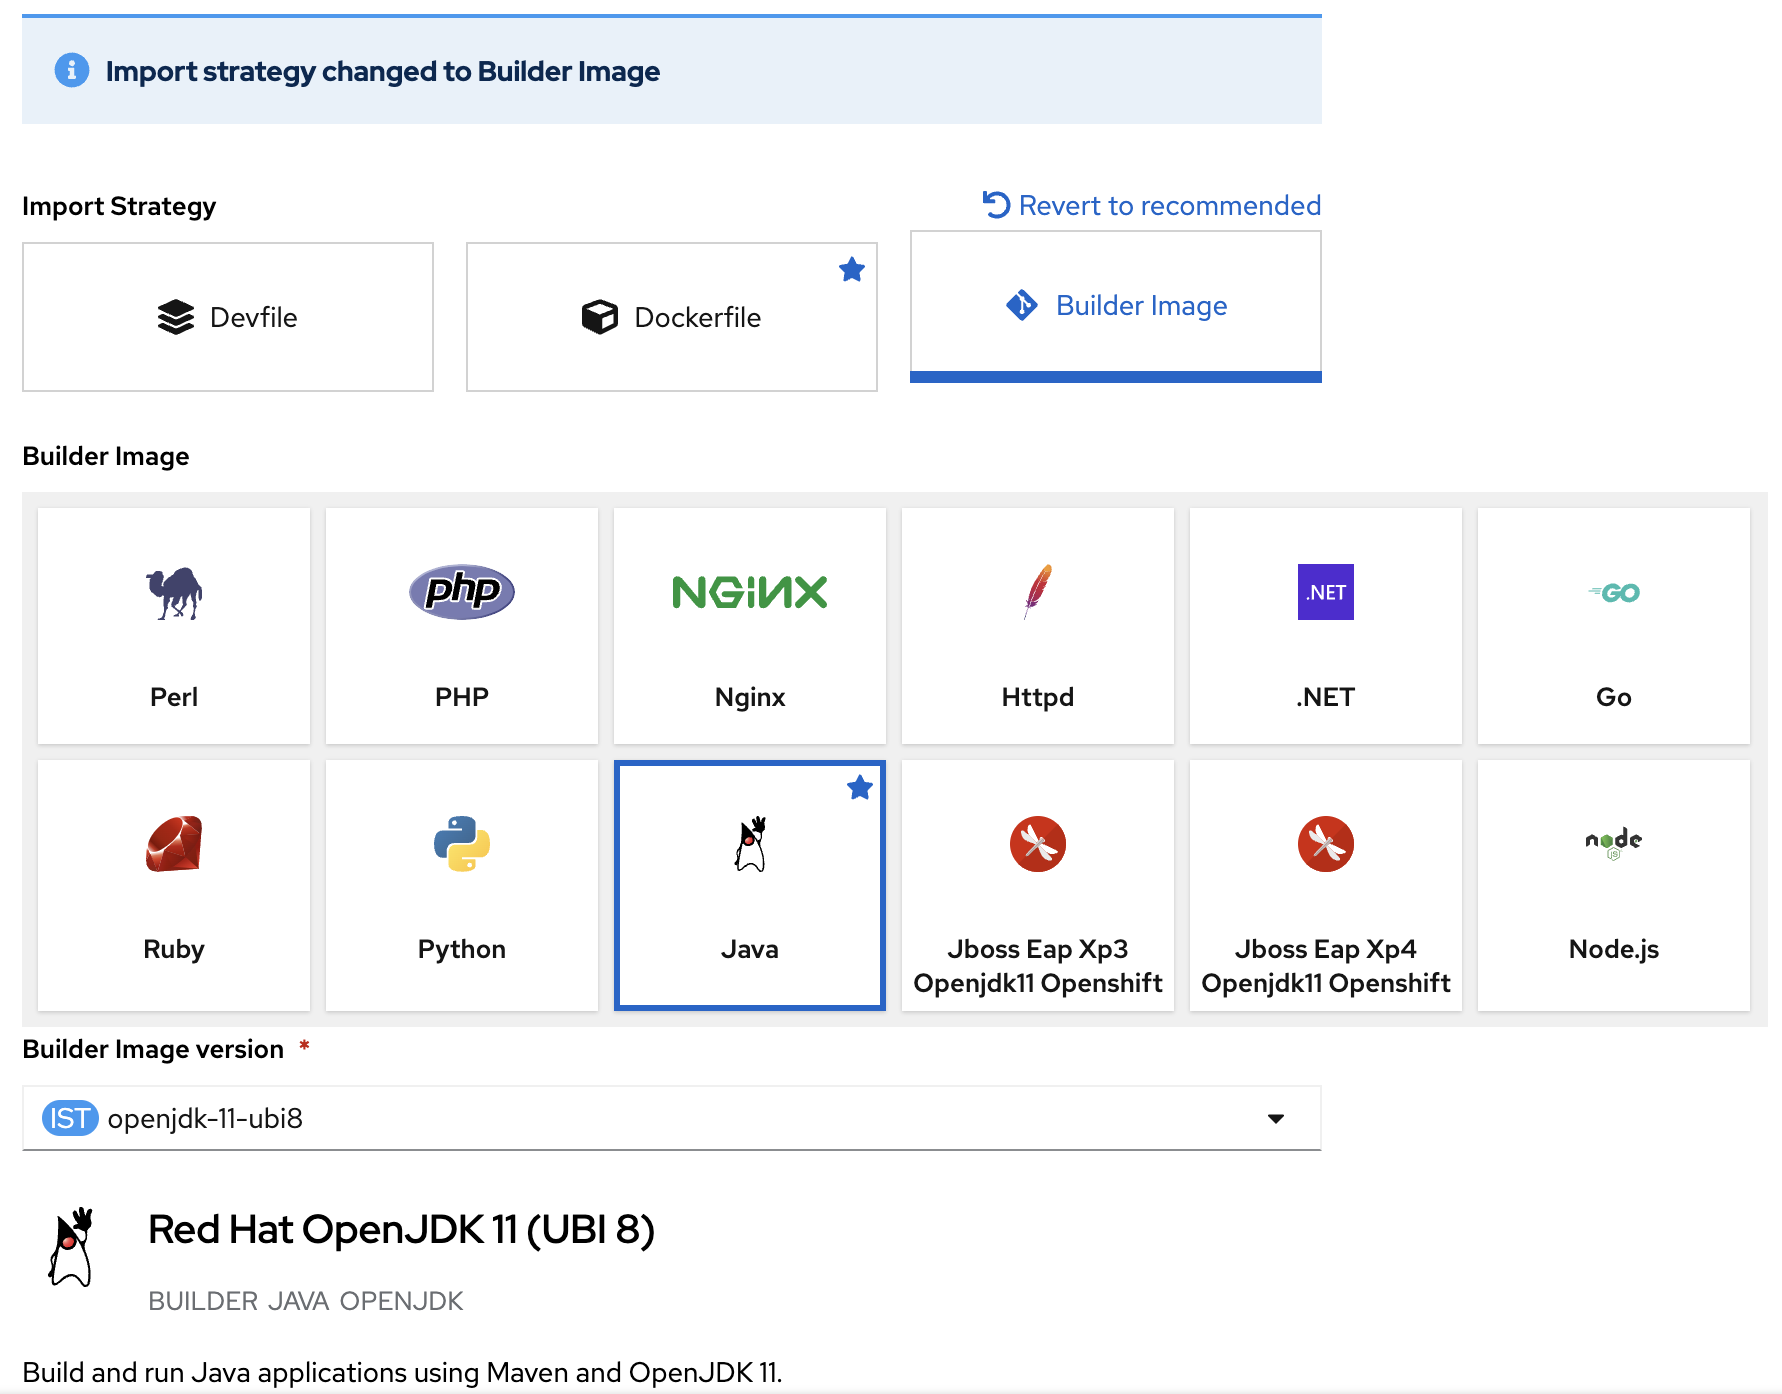 Import strategy changed to Builder Image
Import Strategy
Revert to recommended
Devfile
Dockerfile
Builder Image
Builder Image
php
NGINX
.NET
GO
Perl
PHP
Nginx
Httpd
.NET
Go
node
JS
Ruby
Python
Java
Jboss Eap Xp3
Openjdk11 Openshift
Jboss Eap Xp4
Openjdk11 Openshift
Node.js
Builder Image version *
IST openjdk-11-ubi8
Red Hat OpenJDK 11 (UBI 8)
BUILDER JAVA OPENJDK
Build and run Java applications using Maven and OpenJDK 11.